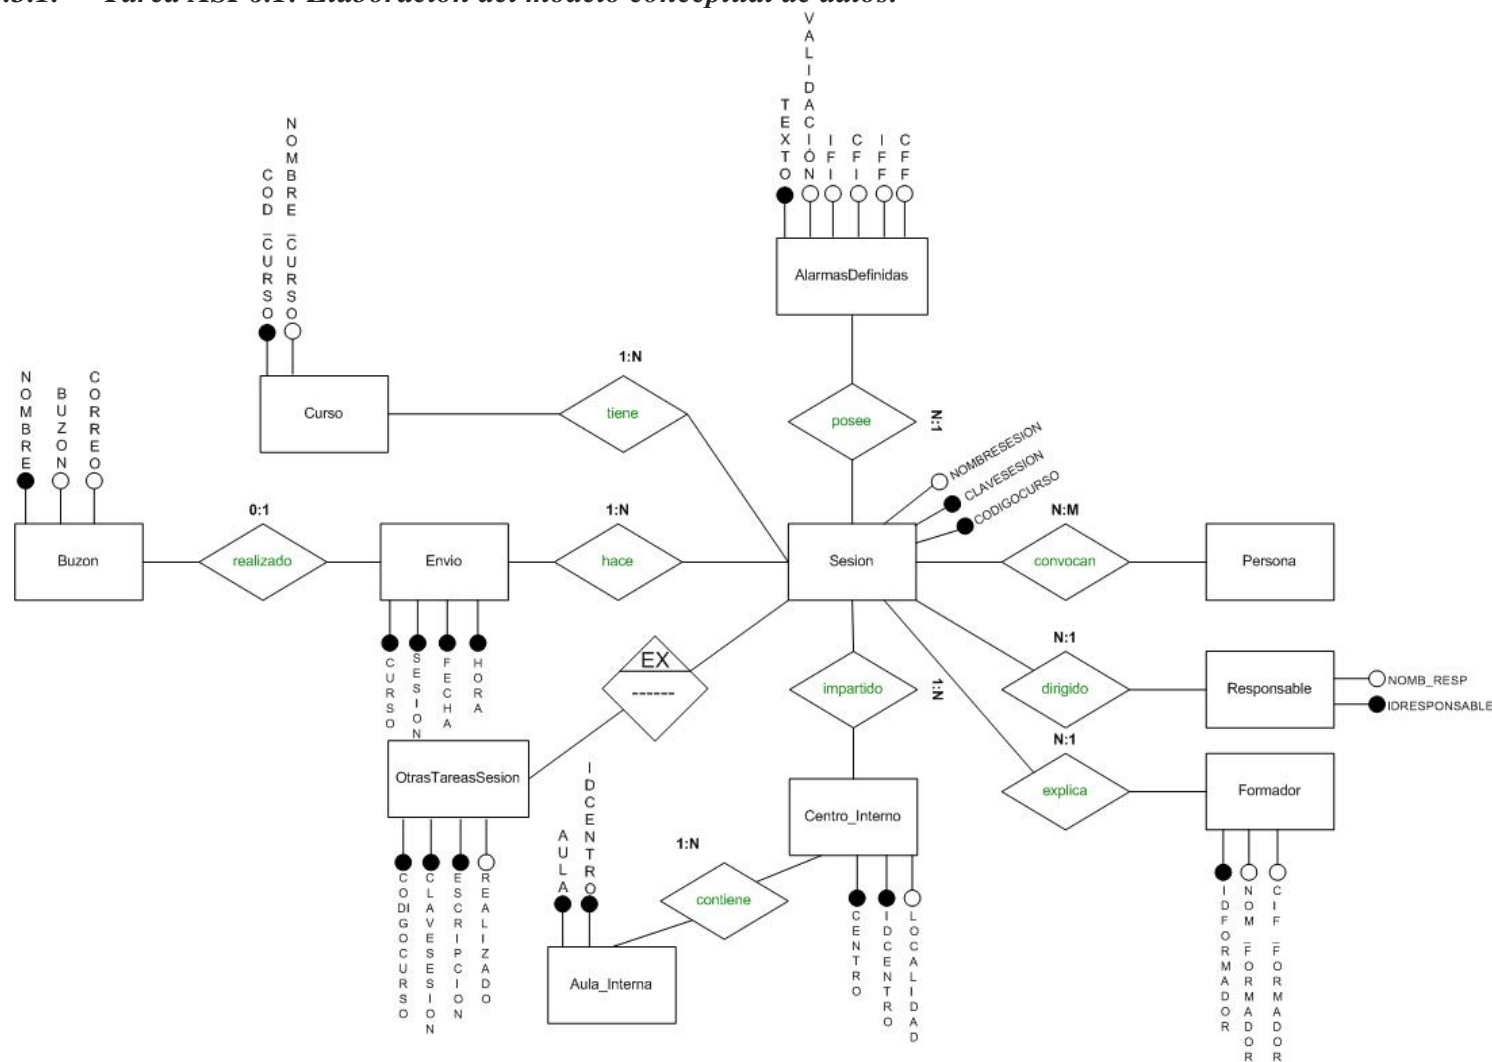 Tarea ASI 6.1: Elaboración del modelo conceptual de datos.
TEXTO
VALIDACIÓN
IFI
CFI
IFF
CFF
AlarmasDefinidas
COD_CURSO
NOMBRE_CURSO
Curso
1:N
tiene
posee
N:1
NOMBRESESION
CLAVESESION
CODIGOCURSO
NOMBRE
BUZON
CORREO
Buzon
0:1
realizado
Envio
1:N
hace
Sesion
N:M
convocan
Persona
CURSO
SESION
FECHA
HORA
EX
------
impartido
1:N
N:1
dirigido
Responsable
NOMB_RESP
IDRESPONSABLE
OtrasTareasSesion
N:1
explica
Formador
Centro_Interno
CODIGOCURSO
CLAVESESION
ESCRIPCION
REALIZADO
AULA
IDCENTRO
1:N
contiene
Aula_Interna
CENTRO
IDCENTRO
LOCALIDAD
IDFORMADOR
NOM_FORMADOR
CIF_FORMADOR